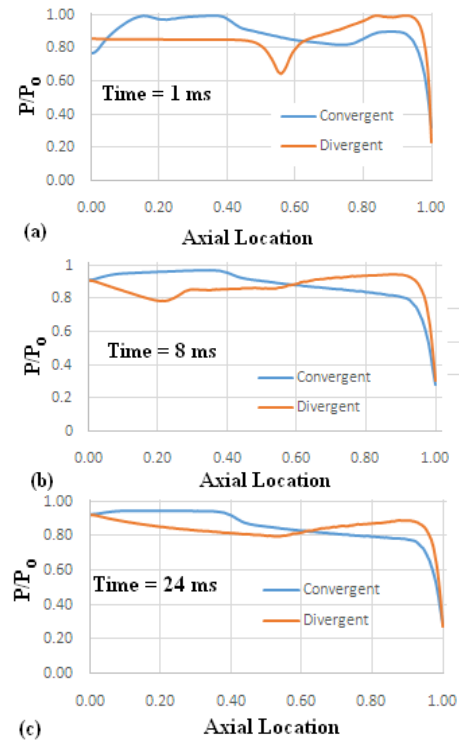 1.00
0.80
0.60
0.40
0.20
0.00
P/Po
Time = 1 ms
Convergent
Divergent
0.00 0.20 0.40 0.60 0.80 1.00
(a)
Axial Location
1
0.8
0.6
0.4
0.2
0
P/Po
Time = 8 ms
Convergent
Divergent
0.00 0.20 0.40 0.60 0.80 1.00
(b)
Axial Location
1.00
0.80
0.60
0.40
0.20
0.00
P/Po
Time = 24 ms
Convergent
Divergent
0.00 0.20 0.40 0.60 0.80 1.00
(c)
Axial Location